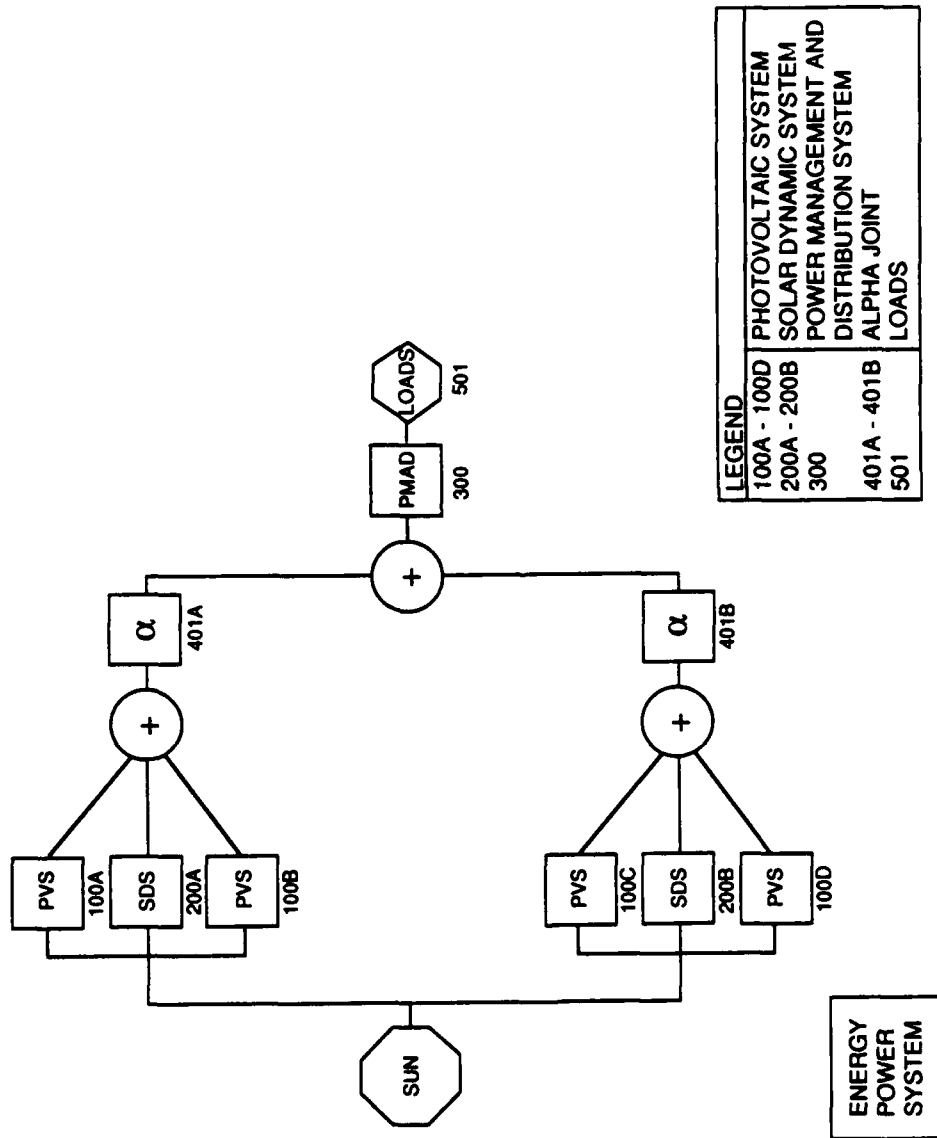 PVS
100A
SDS
200A
PVS
100B
+
α
401A
SUN
+
PMAD
300
LOADS
501
PVS
100C
SDS
200B
PVS
100D
+
α
401B
ENERGY
POWER
SYSTEM
LEGEND
100A - 100D PHOTOVOLTAIC SYSTEM
200A - 200B SOLAR DYNAMIC SYSTEM
300 POWER MANAGEMENT AND
DISTRIBUTION SYSTEM
401A - 401B ALPHA JOINT
501 LOADS